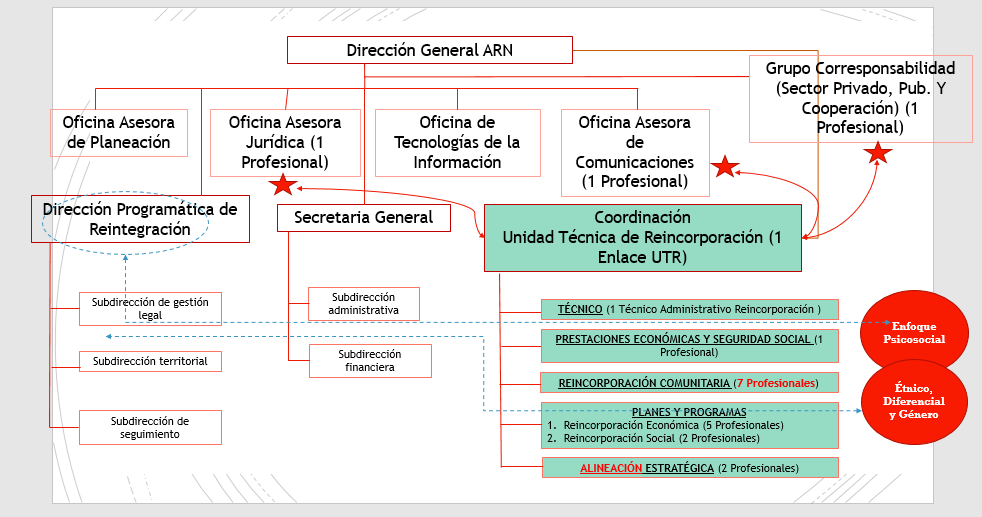 Dirección General ARN
Grupo Corresponsabilidad
(Sector Privado, Pub. Y
Cooperación) (1
Profesional)
Oficina Asesora
de Planeación
Oficina Asesora
Jurídica (1
Profesional)
Oficina de
Tecnologías de la
Información
Oficina Asesora
de
Comunicaciones
(1 Profesional)
Dirección Programática de
Reintegración
Secretaria General
Coordinación
Unidad Técnica de Reincorporación (1
Enlace UTR)
Subdirección de gestión
legal
Subdirección territorial
Subdirección de
seguimiento
Subdirección
administrativa
Subdirección
financiera
TÉCNICO (1 Técnico Administrativo Reincorporación )
PRESTACIONES ECONÓMICAS Y SEGURIDAD SOCIAL (1
Profesional)
REINCORPORACIÓN COMUNITARIA (7 Profesionales)
PLANES Y PROGRAMAS
1. Reincorporación Económica (5 Profesionales)
2. Reincorporación Social (2 Profesionales)
ALINEACIÓN ESTRATÉGICA (2 Profesionales)
Enfoque
Psicosocial
Étnico,
Diferencial
y Género